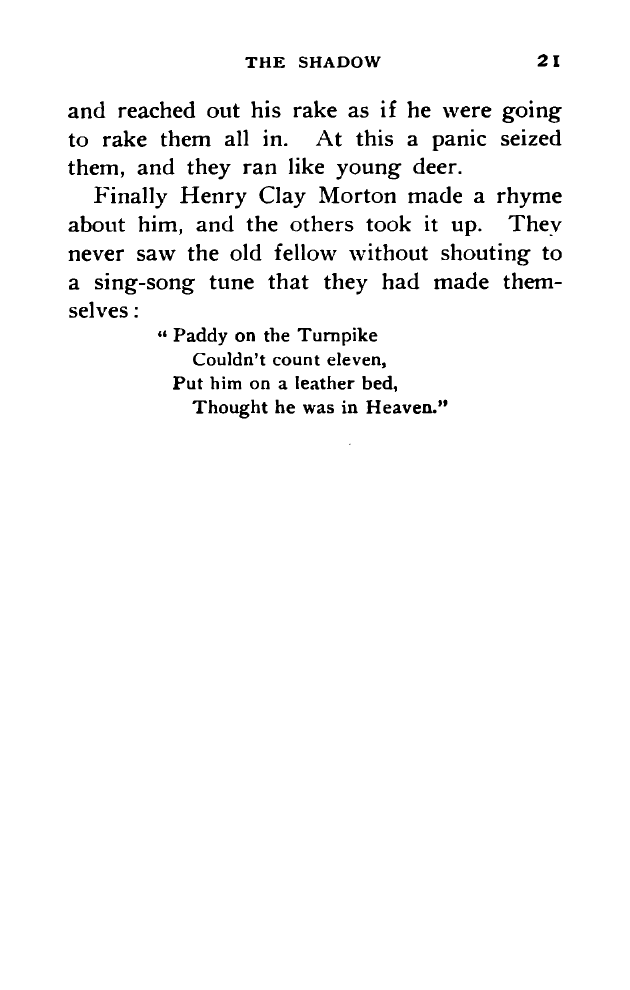 THE SHADOW 21
and reached out his rake as if he were going
to rake them all in. At this a panic seized
them, and they ran like young deer.
Finally Henry Clay Morton made a rhyme
about him, and the others took it up. They
never saw the old fellow without shouting to
a sing-song tune that they had made them-
selves :
“ Paddy on the Turnpike
Couldn't count eleven,
Put him on a leather bed,
Thought he was in Heaven.”